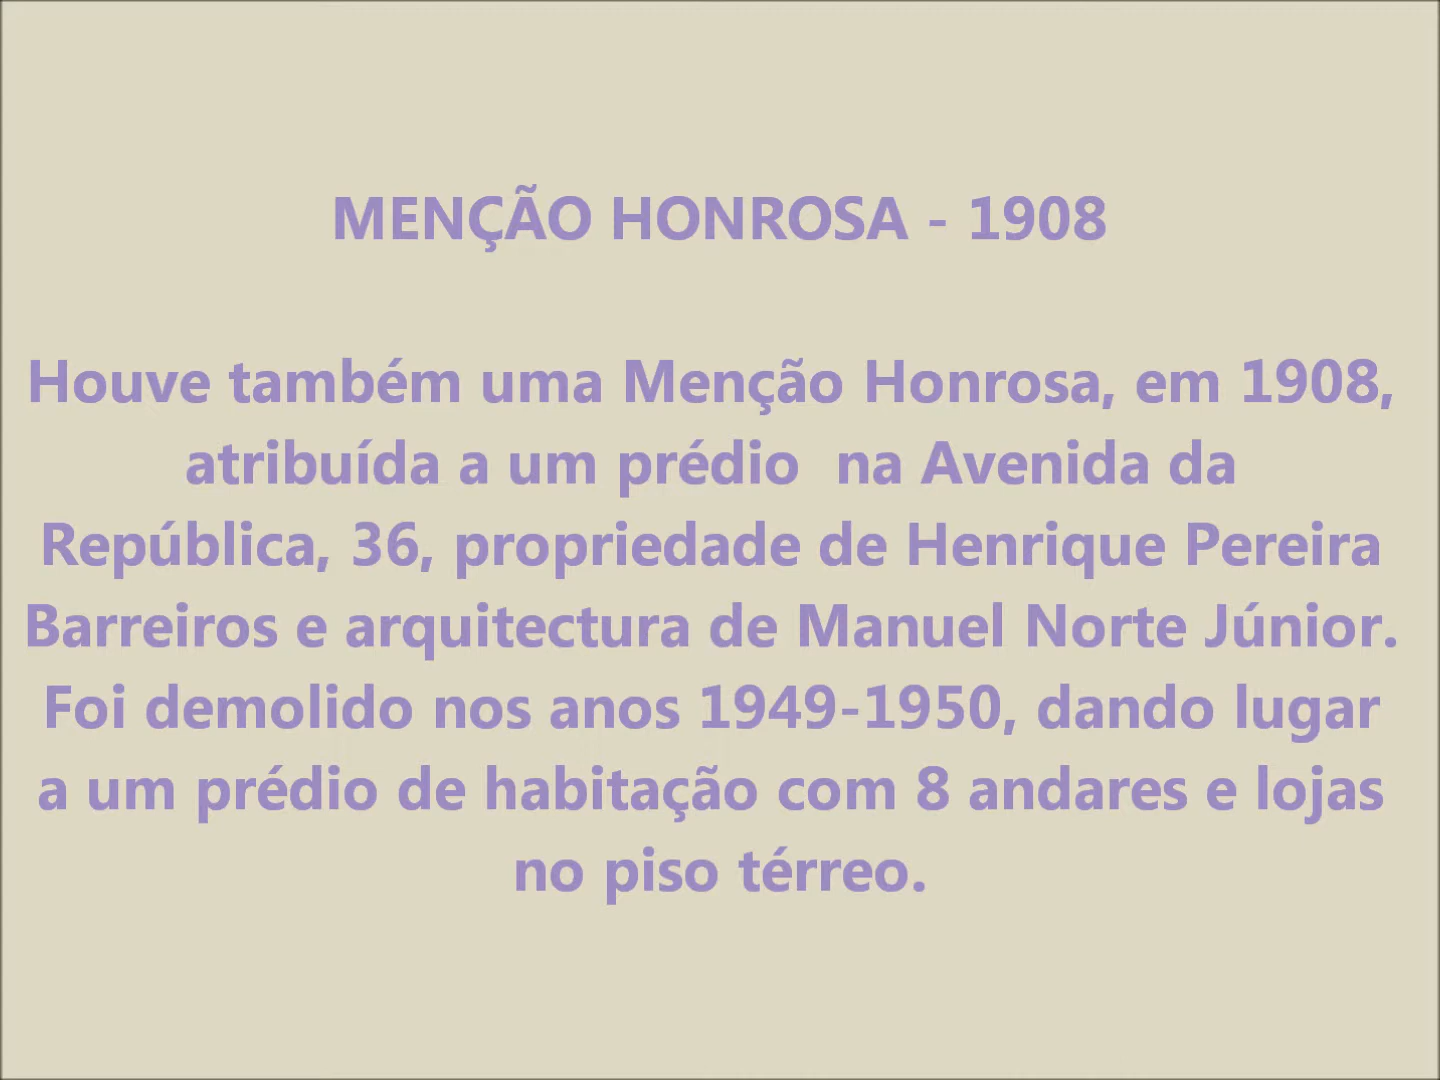 MENÇÃO HONROSA - 1908
Houve também uma Menção Honrosa, em 1908,
atribuída a um prédio  na Avenida da
República, 36, propriedade de Henrique Pereira
Barreiros e arquitectura de Manuel Norte Júnior.
Foi demolido nos anos 1949-1950, dando lugar
a um prédio de habitação com 8 andares e lojas
no piso térreo.